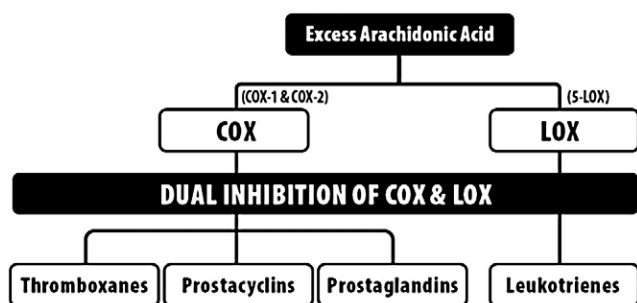 Excess Arachidonic Acid
(COX-1 & COX-2)
(5-LOX)
COX
LOX
DUAL INHIBITION OF COX & LOX
Thromboxanes
Prostacyclins
Prostaglandins
Leukotrienes